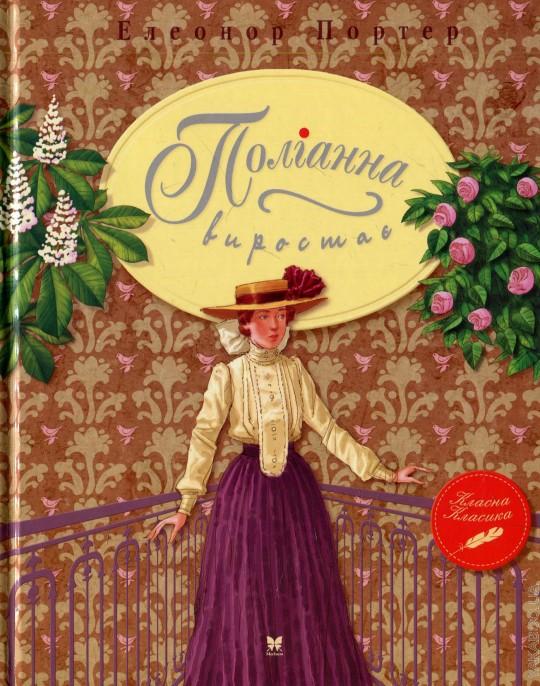 Елеонор Портер
Поліанна
виростає
Класна
Класика